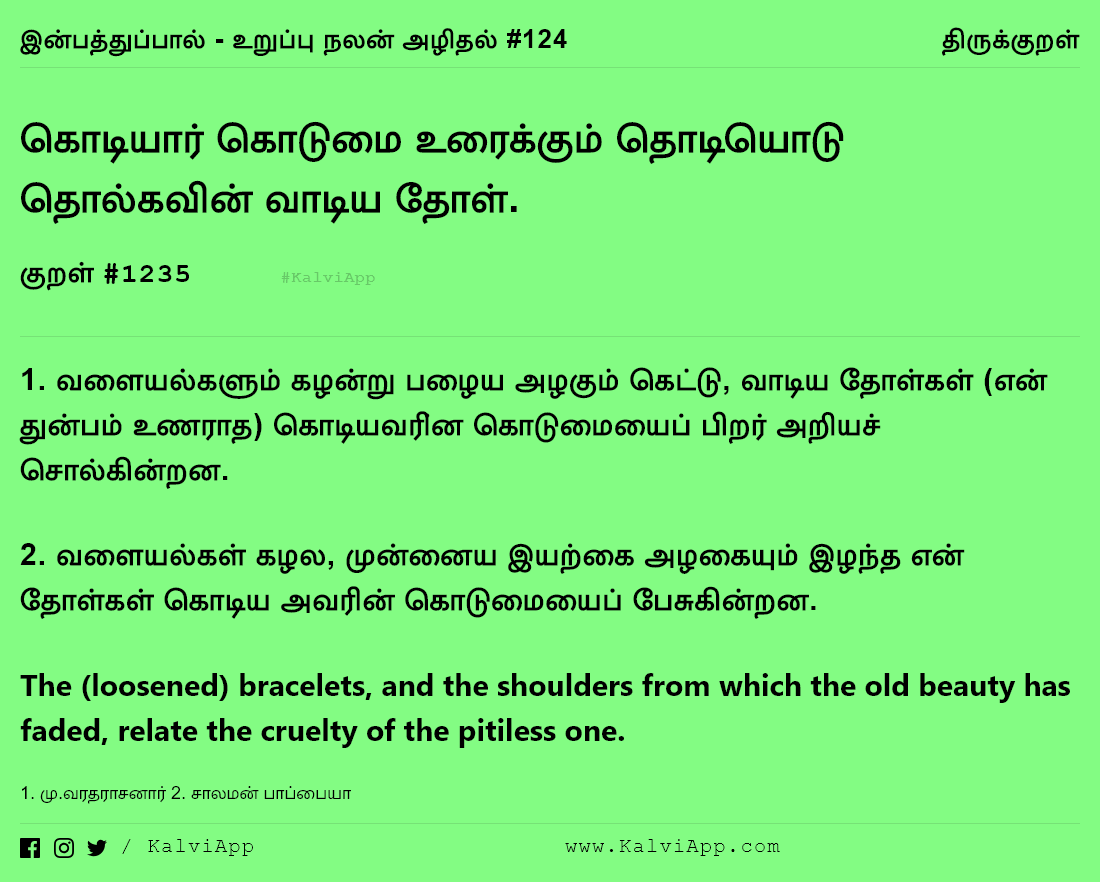 இன்பத்துப்பால் - உறுப்பு நலன் அழிதல் #124 திருக்குறள்
கொடியார் கொடுமை உரைக்கும் தொடியொடு
தொல்கவின் வாடிய தோள்.
குறள் #1235 #KalviApp
1. வளையல்களும் கழன்று பழைய அழகும் கெட்டு, வாடிய தோள்கள் (என்
துன்பம் உணராத) கொடியவரின் கொடுமையைப் பிறர் அறியச்
சொல்கின்றன.
2. வளையல்கள் கழல, முன்னைய இயற்கை அழகையும் இழந்த என்
தோள்கள் கொடிய அவரின் கொடுமையைப் பேசுகின்றன.
The (loosened) bracelets, and the shoulders from which the old beauty has
faded, relate the cruelty of the pitiless one.
1. மு.வரதராசனார் 2. சாலமன் பாப்பையா
/ KalviApp www.KalviApp.com